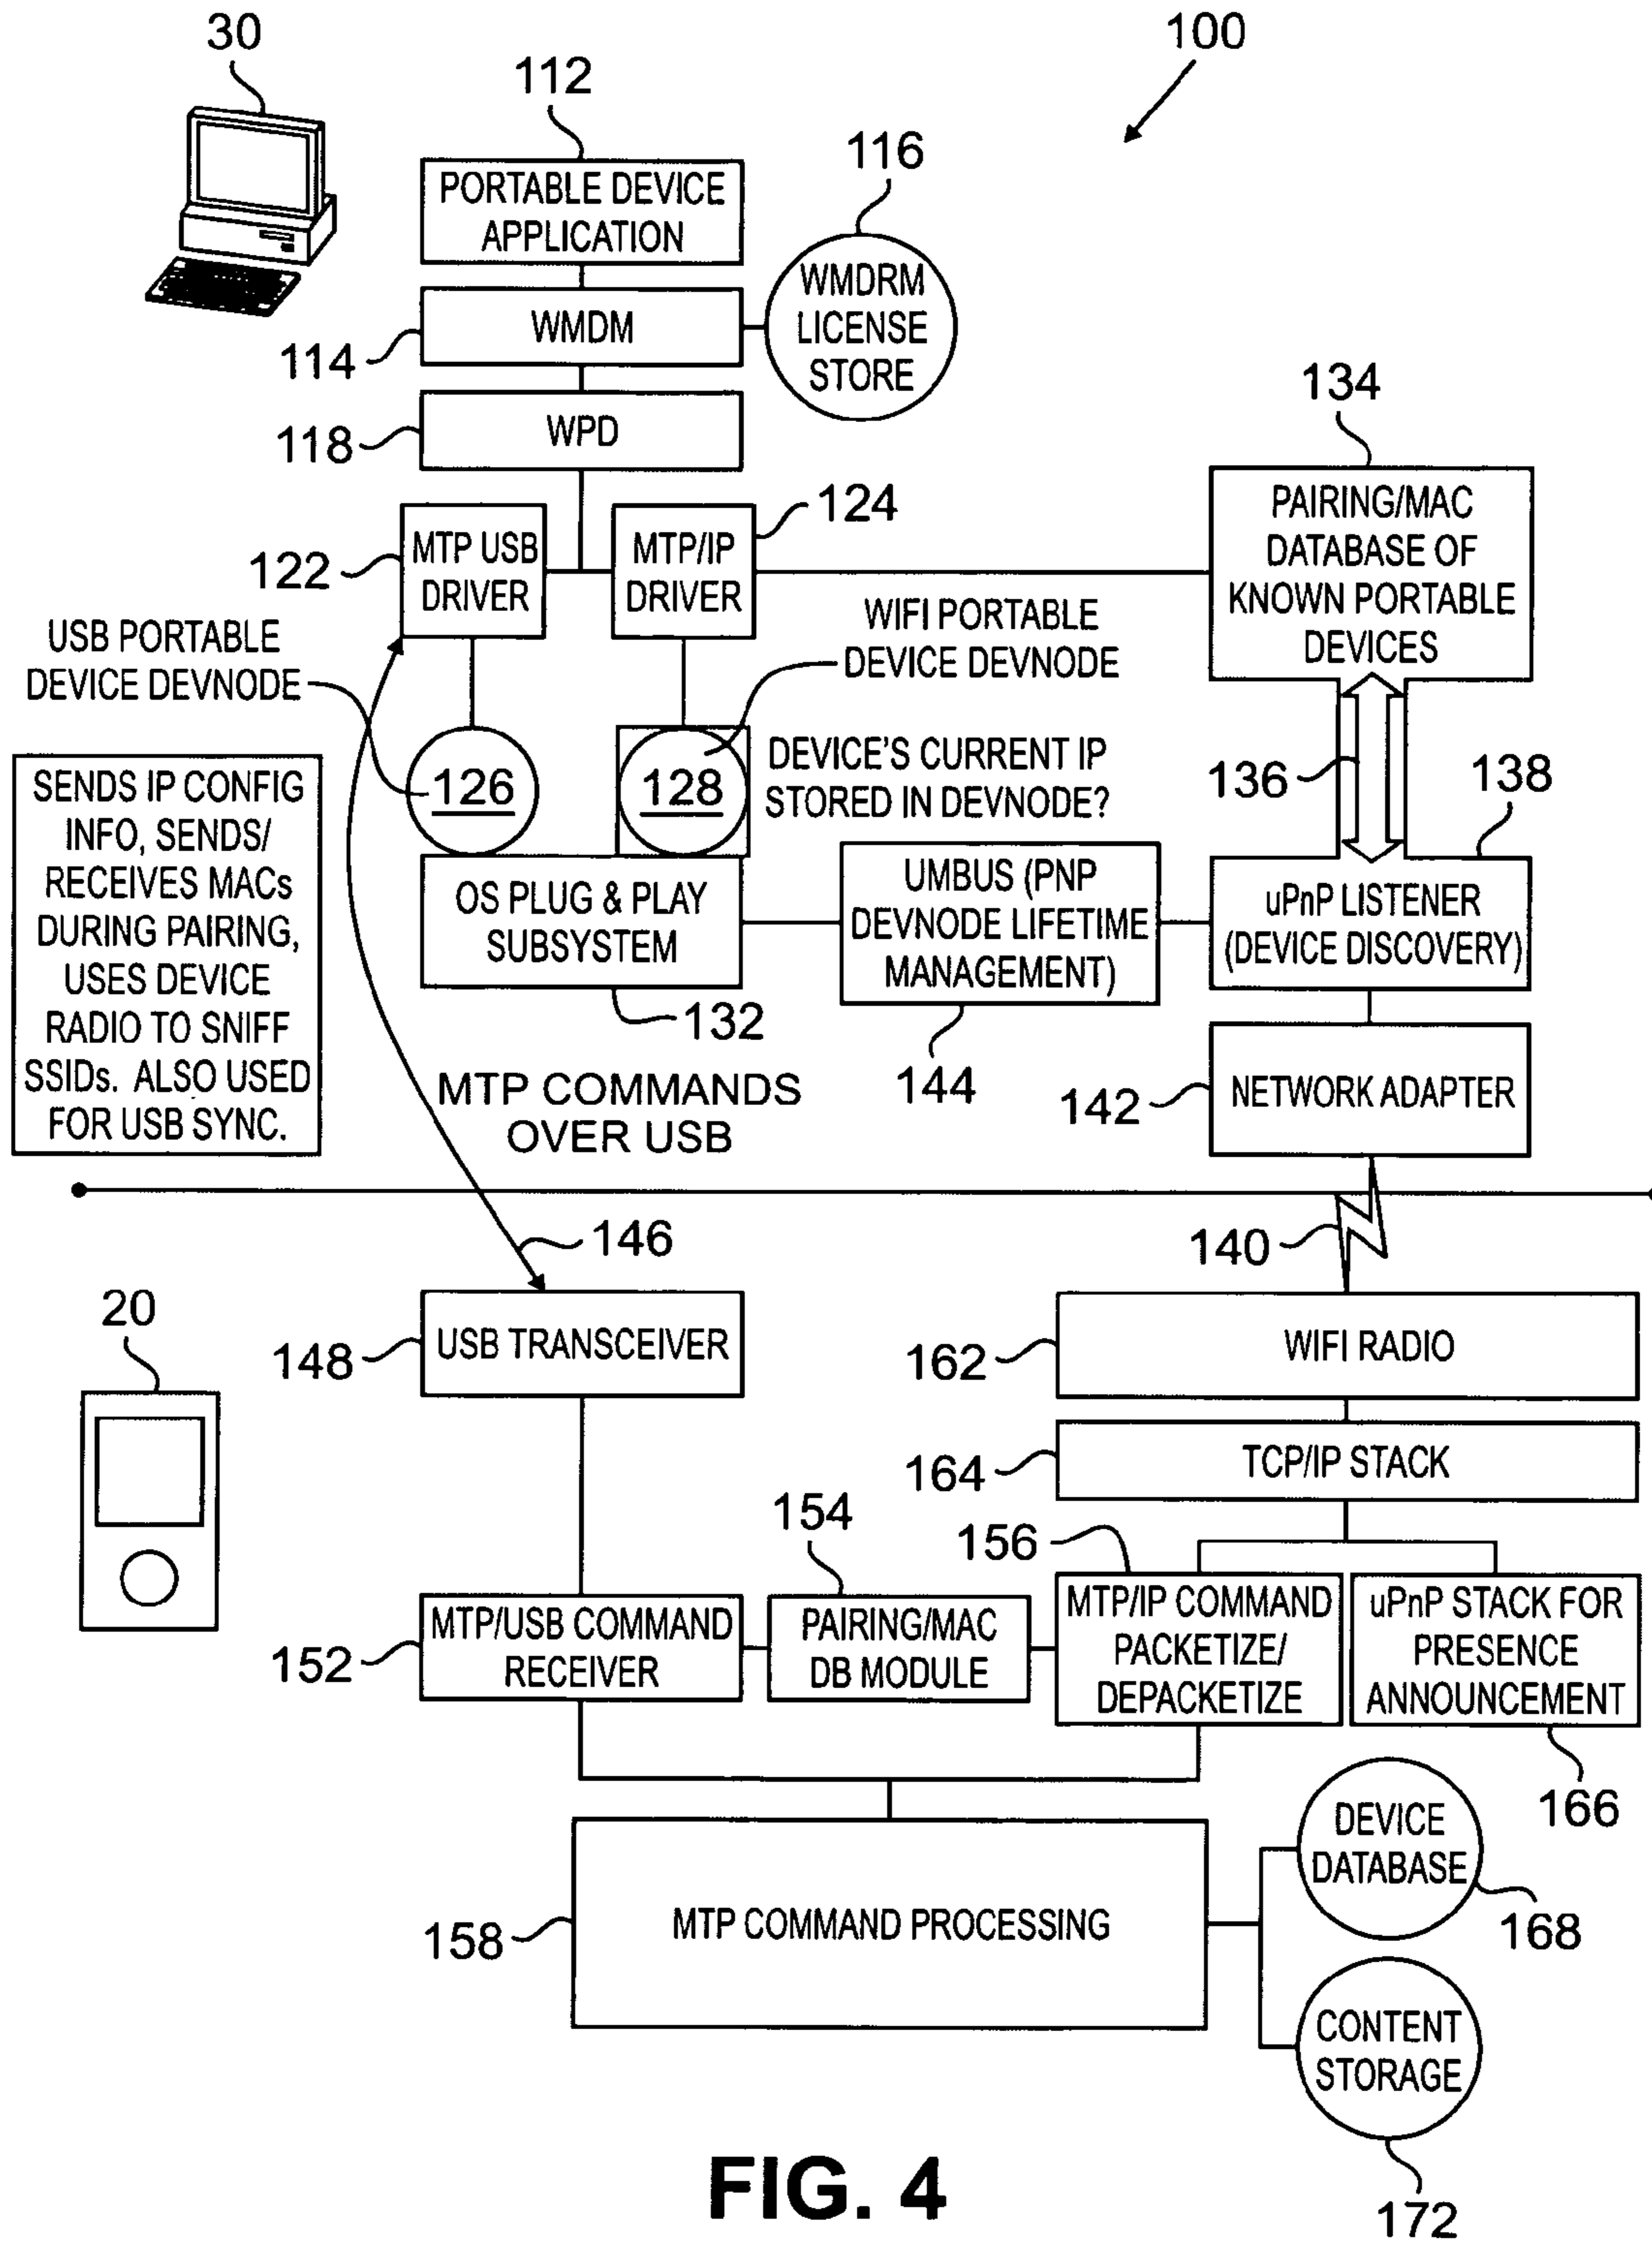 30
100
112
116
PORTABLE DEVICE
APPLICATION
WMDRM
LICENSE
STORE
WMDM
114
134
WPD
118
124
PAIRING/MAC
DATABASE OF
KNOWN PORTABLE
DEVICES
MTP USB
DRIVER
MTP/IP
DRIVER
122
USB PORTABLE
DEVICE DEVNODE
WIFI PORTABLE
DEVICE DEVNODE
SENDS IP CONFIG
INFO, SENDS/
RECEIVES MACs
DURING PAIRING,
USES DEVICE
RADIO TO SNIFF
SSIDs. ALSO USED
FOR USB SYNC.
126
128
DEVICE'S CURRENT IP
STORED IN DEVNODE?
136
138
OS PLUG & PLAY
SUBSYSTEM
UMBUS (PNP
DEVNODE LIFETIME
MANAGEMENT)
uPnP LISTENER
(DEVICE DISCOVERY)
132
144
MTP COMMANDS
OVER USB
142
NETWORK ADAPTER
146
140
20
USB TRANSCEIVER
148
WIFI RADIO
162
TCP/IP STACK
164
154
156
MTP/USB COMMAND
RECEIVER
152
PAIRING/MAC
DB MODULE
MTP/IP COMMAND
PACKETIZE/
DEPACKETIZE
uPnP STACK FOR
PRESENCE
ANNOUNCEMENT
166
DEVICE
DATABASE
168
MTP COMMAND PROCESSING
158
CONTENT
STORAGE
172
FIG. 4